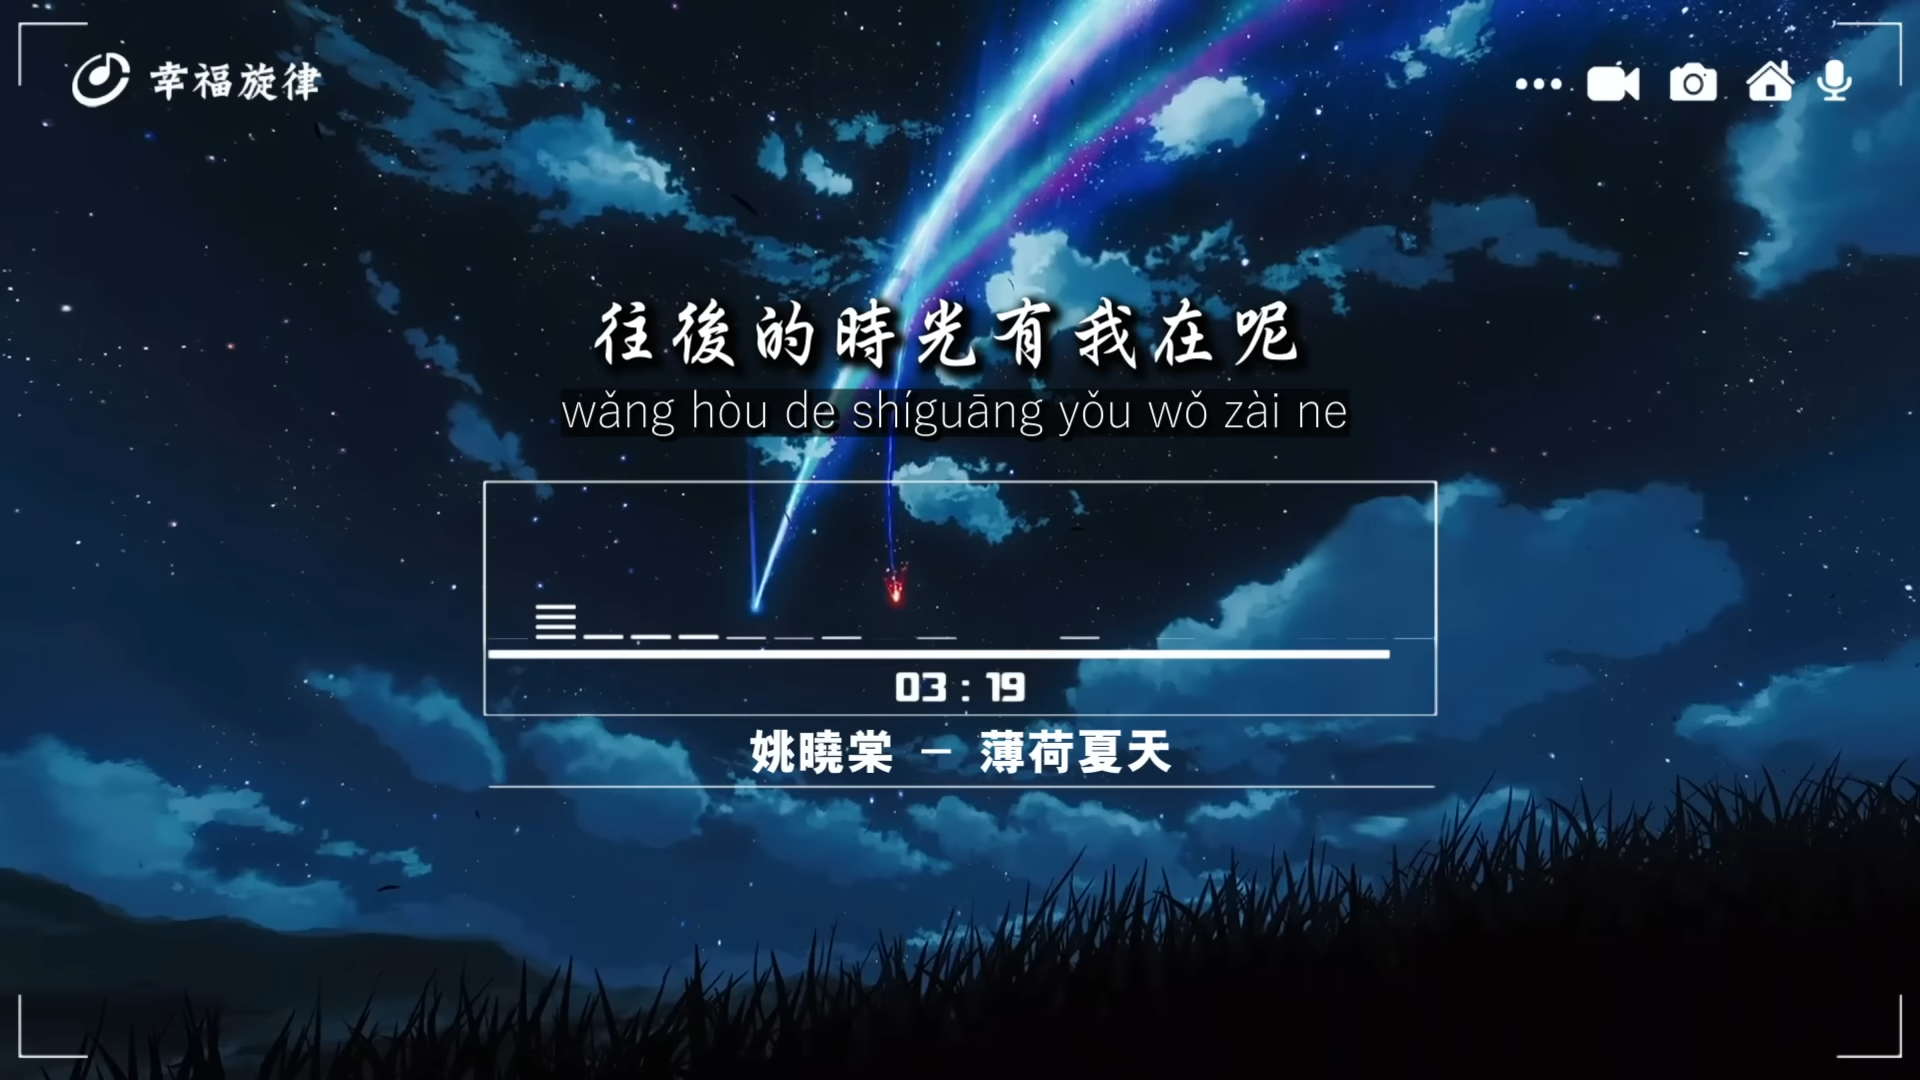 幸福旋律
往後的時光有我在呢
wǎng hòu de shíguāng yǒu wǒ zài ne
03 : 19
姚曉棠 － 薄荷夏天